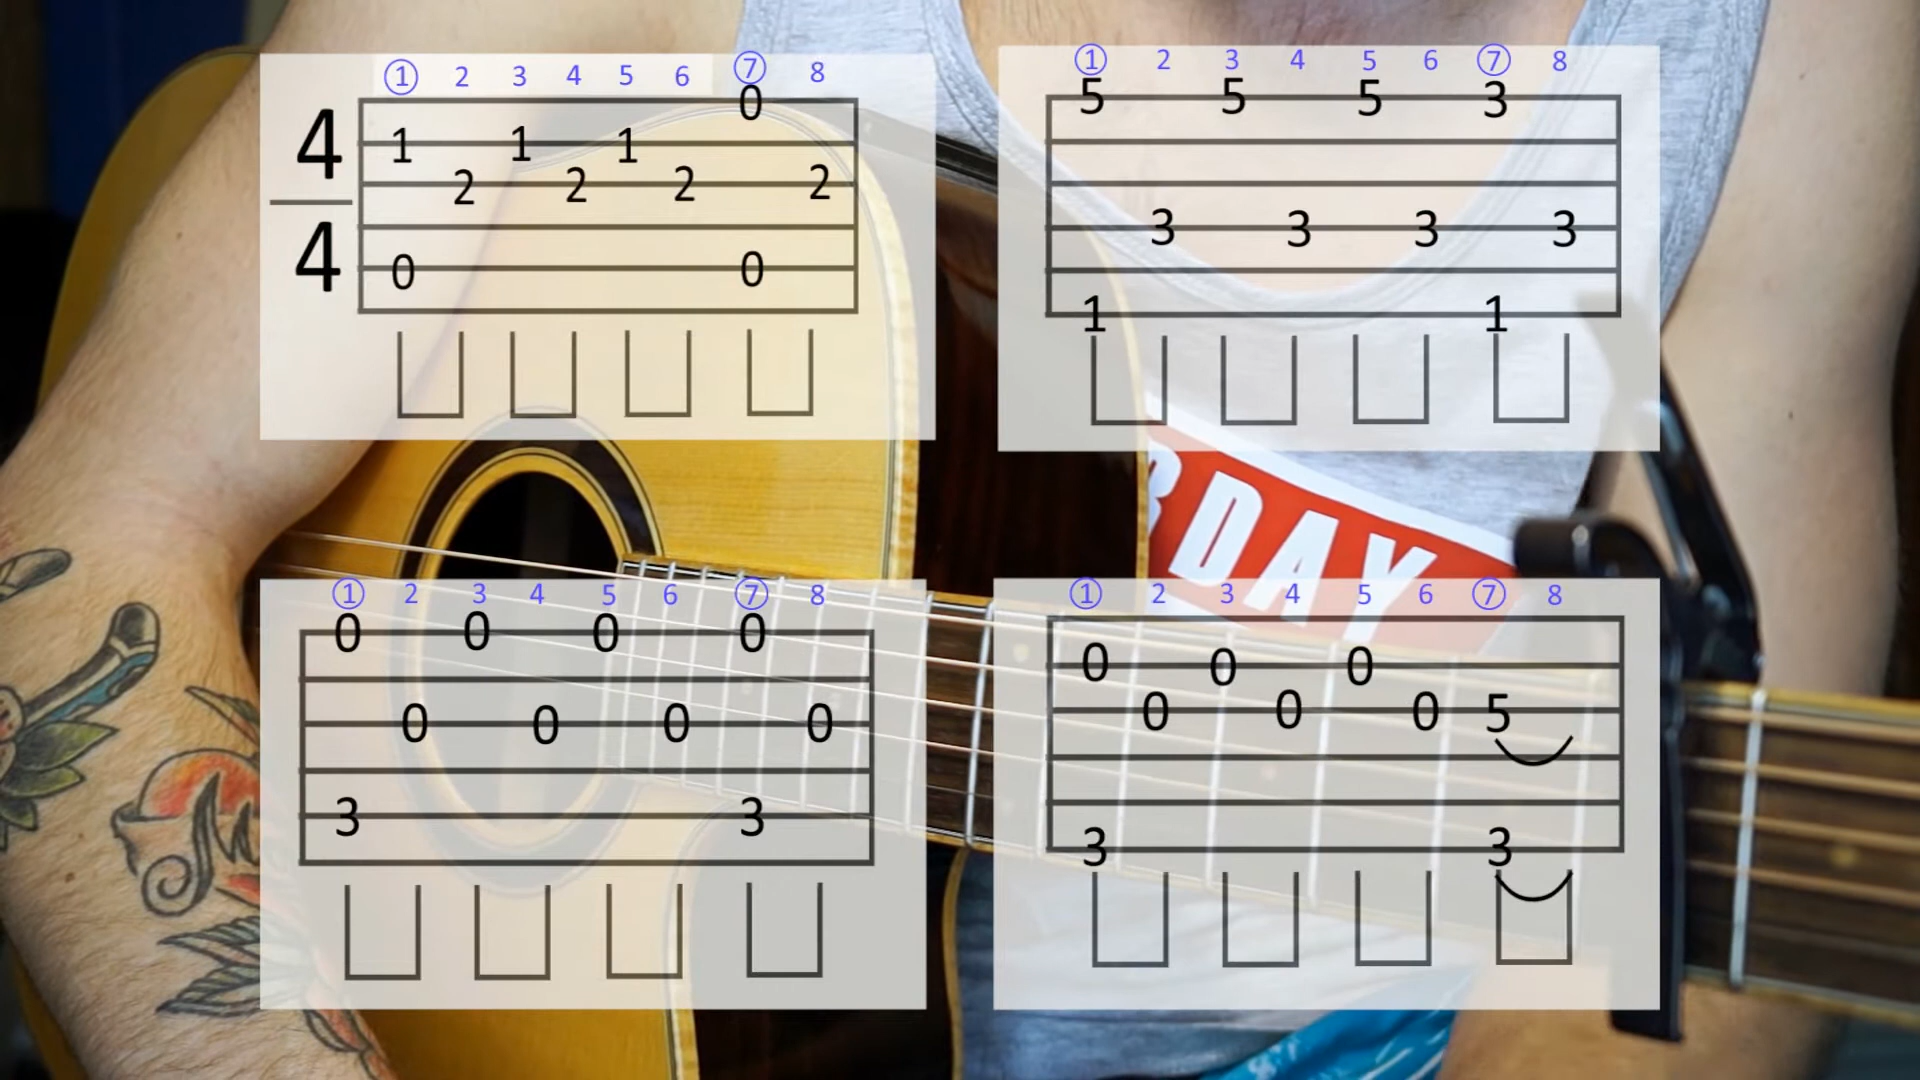 ① 2 3 4 5 6 ⑦ 8
0
4 1 1 1
2 2 2 2
4 0 0
① 2 3 4 5 6 ⑦ 8
5 5 5 3
3 3 3 3
1 1
DAY
① 2 3 4 5 6 ⑦ 8
0 0 0 0
0 0 0 0
3 3
① 2 3 4 5 6 ⑦ 8
0 0 0
0 0 0 5
3 3